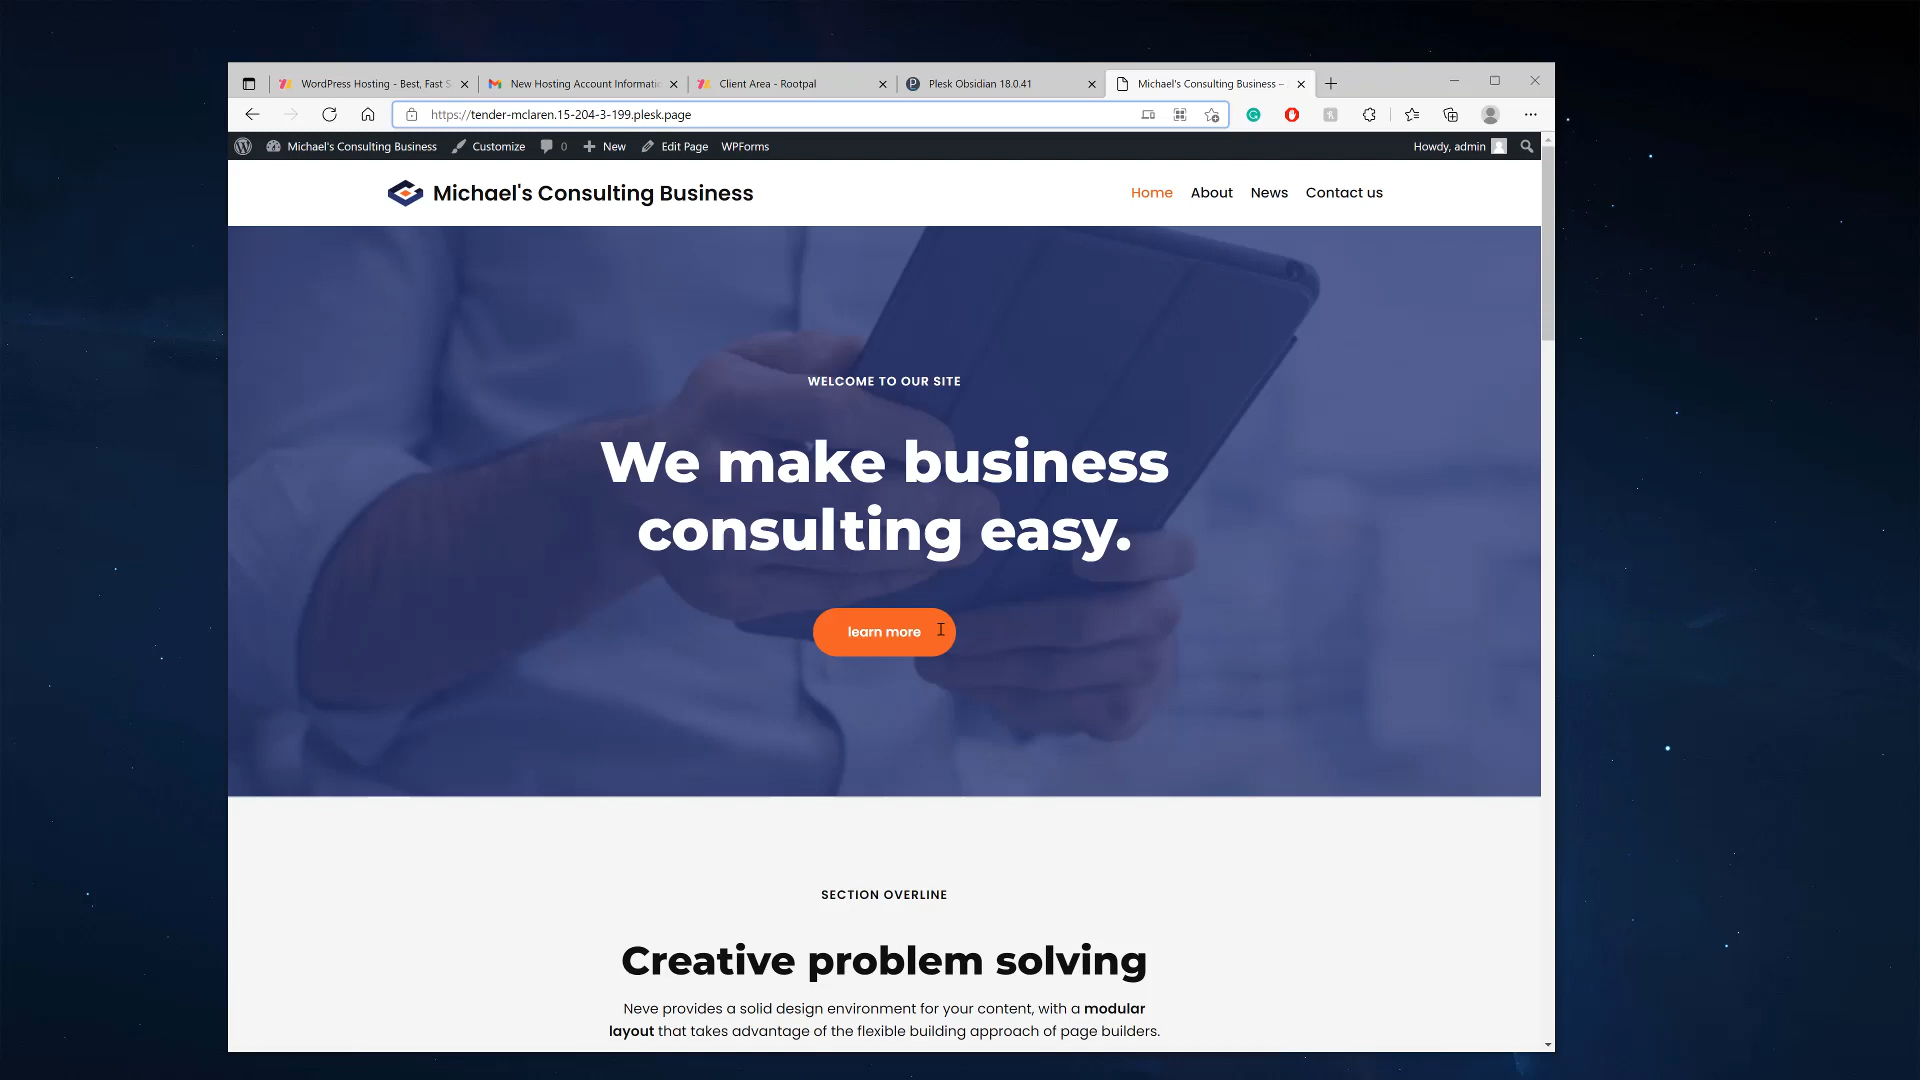 WordPress Hosting - Best, Fast S
New Hosting Account Informatio
Client Area - Rootpal
Plesk Obsidian 18.0.41
Michael's Consulting Business –
https://tender-mclaren.15-204-3-199.plesk.page
Michael's Consulting Business
Customize
0
New
Edit Page
WPForms
Howdy, admin
Michael's Consulting Business
Home
About
News
Contact us
WELCOME TO OUR SITE
We make business
consulting easy.
learn more
SECTION OVERLINE
Creative problem solving
Neve provides a solid design environment for your content, with a modular
layout that takes advantage of the flexible building approach of page builders.